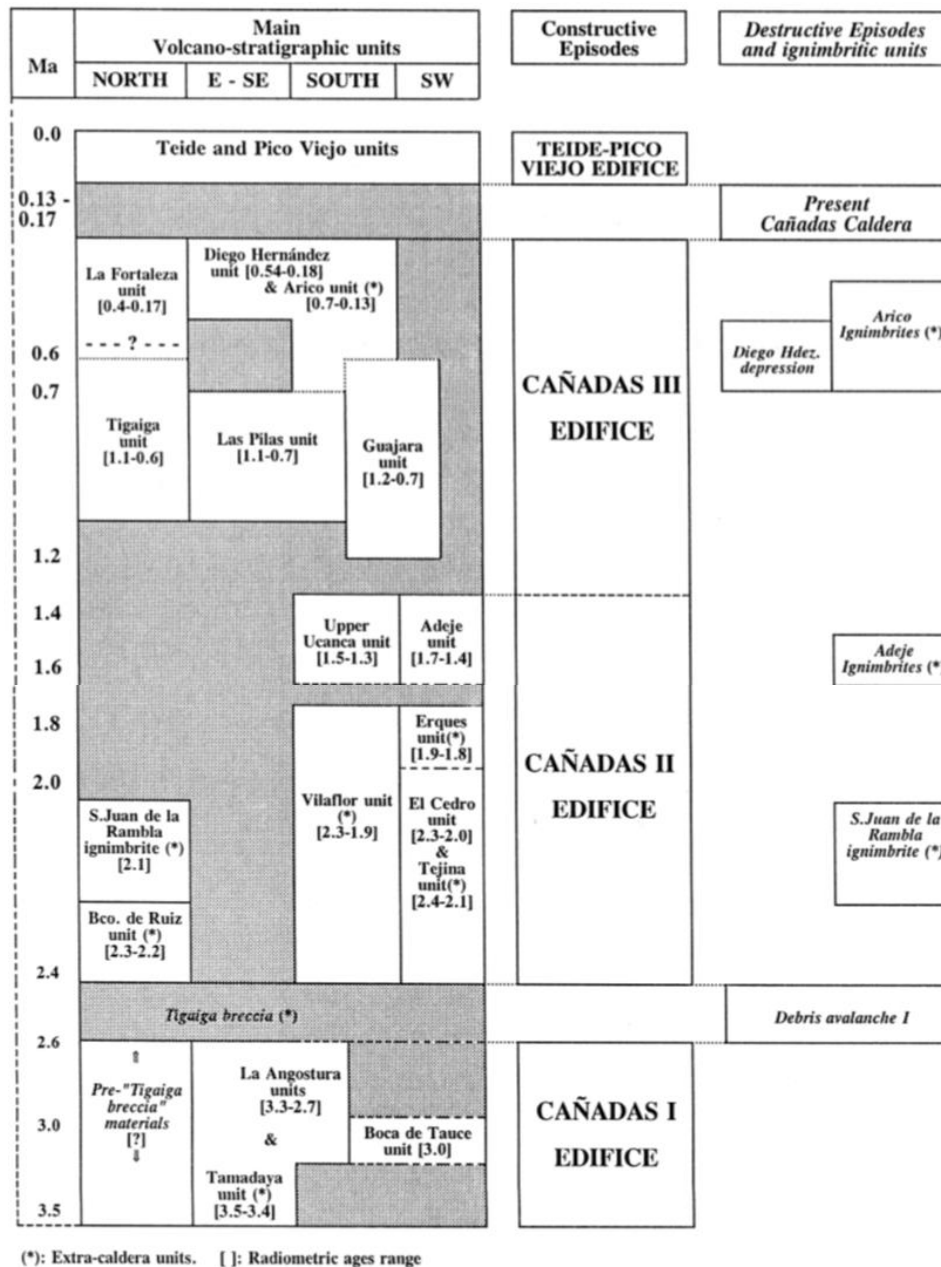 Ma
Main
Volcano-stratigraphic units
NORTH
E - SE
SOUTH
SW
Constructive
Episodes
Destructive Episodes
and ignimbritic units
0.0
0.13 -
0.17
0.6
0.7
1.2
1.4
1.6
1.8
2.0
2.4
2.6
3.0
3.5
Teide and Pico Viejo units
La Fortaleza
unit
[0.4-0.17]
- - - ? - - -
Diego Hernández
unit [0.54-0.18]
& Arico unit (*)
[0.7-0.13]
Tigaiga
unit
[1.1-0.6]
Las Pilas unit
[1.1-0.7]
Guajara
unit
[1.2-0.7]
Upper
Ucanca unit
[1.5-1.3]
Adeje
unit
[1.7-1.4]
Erques
unit(*)
[1.9-1.8]
Vilaflor unit
(*)
[2.3-1.9]
El Cedro
unit
[2.3-2.0]
&
Tejina
unit(*)
[2.4-2.1]
S.Juan de la
Rambla
ignimbrite (*)
[2.1]
Bco. de Ruiz
unit (*)
[2.3-2.2]
Tigaiga breccia (*)
⇑
Pre-"Tigaiga
breccia"
materials
[?]
⇓
La Angostura
units
[3.3-2.7]
&
Tamadaya
unit (*)
[3.5-3.4]
Boca de Tauce
unit [3.0]
TEIDE-PICO
VIEJO EDIFICE
CAÑADAS III
EDIFICE
CAÑADAS II
EDIFICE
CAÑADAS I
EDIFICE
Present
Cañadas Caldera
Arico
Ignimbrites (*)
Diego Hdez.
depression
Adeje
Ignimbrites (*)
S.Juan de la
Rambla
ignimbrite (*)
Debris avalanche I
(*): Extra-caldera units. [ ]: Radiometric ages range